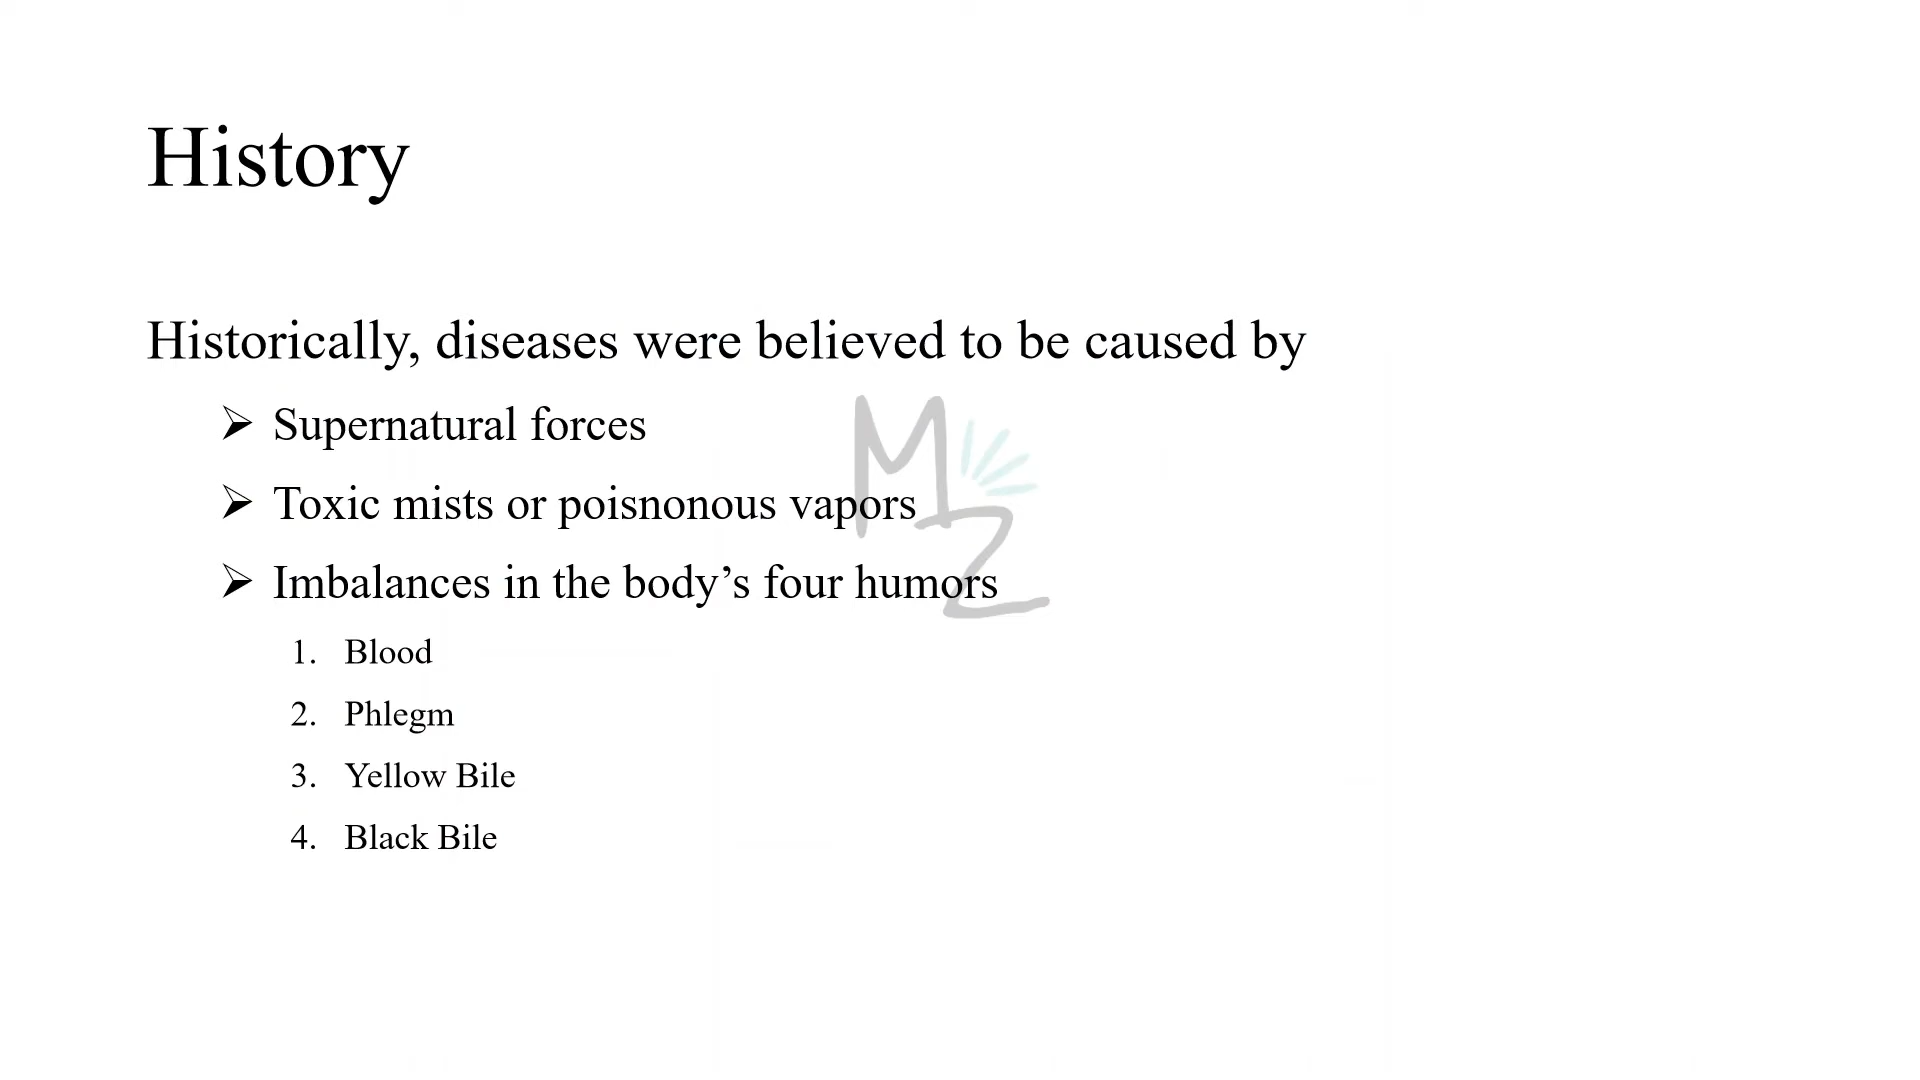 History
Historically, diseases were believed to be caused by
➢ Supernatural forces
➢ Toxic mists or poisnonous vapors
➢ Imbalances in the body’s four humors
1. Blood
2. Phlegm
3. Yellow Bile
4. Black Bile
MZ